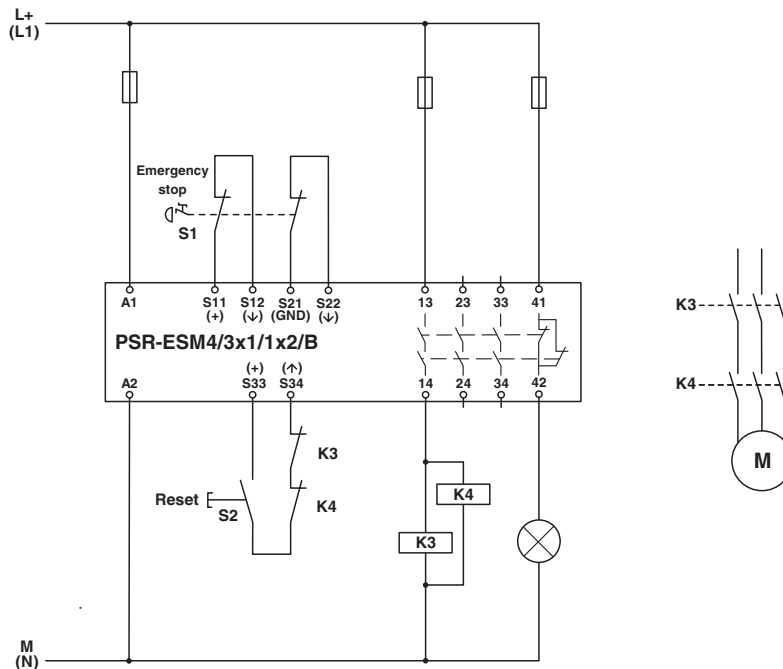 L+
(L1)
Emergency
stop
S1
A1
S11
(+)
S12
(↓)
S21
(GND)
S22
(↓)
13
23
33
41
PSR-ESM4/3x1/1x2/B
A2
(+)
S33
(↑)
S34
14
24
34
42
K3
K4
Reset
S2
K4
K3
K3
K4
M
M
(N)